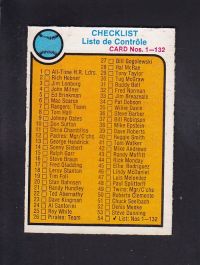 CHECKLIST
Liste de Contrôle
CARD Nos. 1-132
1 All-Time H.R. Ldrs.
2 Rich Hebner
3 Jim Lonborg
4 John Milner
5 Ed Brinkman
6 Mac Scarce
7 Rangers Team
8 Tom Hall
9 Johnny Oates
10 Don Sutton
11 Chris Chambliss
12 Padres: Mgr/C'chs
13 George Hendrick
14 Sonny Siebert
15 Ralph Garr
16 Steve Braun
17 Fred Gladding
18 Leroy Stanton
19 Tim Foli
20 Stan Bahnsen
21 Randy Hundley
22 Ted Abernathy
23 Dave Kingman
24 Al Santorini
25 Roy White
26 Pirates: Team
27 Bill Gogolewski
28 Hal McRae
29 Tony Taylor
30 Tug McGraw
31 Buddy Bell
32 Fred Norman
33 Jim Breazeale
34 Pat Dobson
35 Willie Davis
36 Steve Barber
37 Bill Robinson
38 Mike Epstein
39 Dave Roberts
40 Reggie Smith
41 Tom Walker
42 Mike Andrews
43 Randy Moffitt
44 Rick Monday
45 Ellie Rodriguez
46 Lindy McDaniel
47 Luis Melendez
48 Paul Splittorff
49 Twins: Mgr/C'chs
50 Roberto Clemente
51 Chuck Seelbach
52 Denis Menke
53 Steve Dunning
List: Nos. 1-132